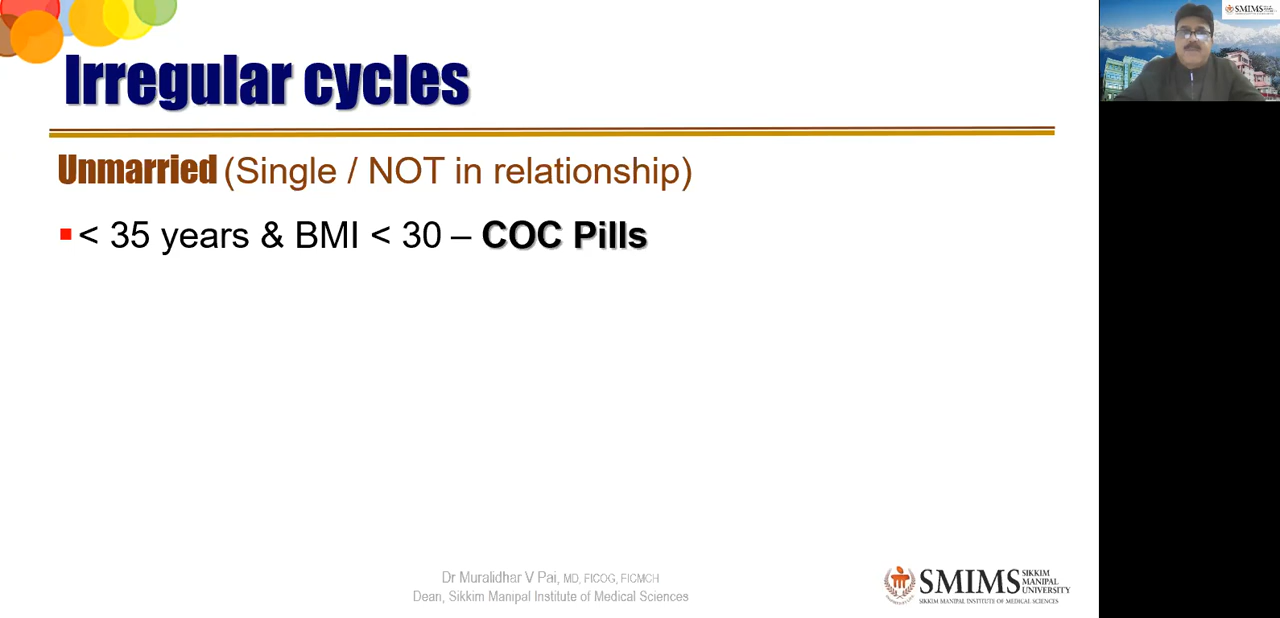 Irregular cycles
Unmarried (Single / NOT in relationship)
< 35 years & BMI < 30 – COC Pills
Dr Muralidhar V Pai, MD, FICOG, FICMCH
Dean, Sikkim Manipal Institute of Medical Sciences
SMIMS
SIKKIM
MANIPAL
UNIVERSITY
SIKKIM MANIPAL INSTITUTE OF MEDICAL SCIENCES
SMIMS